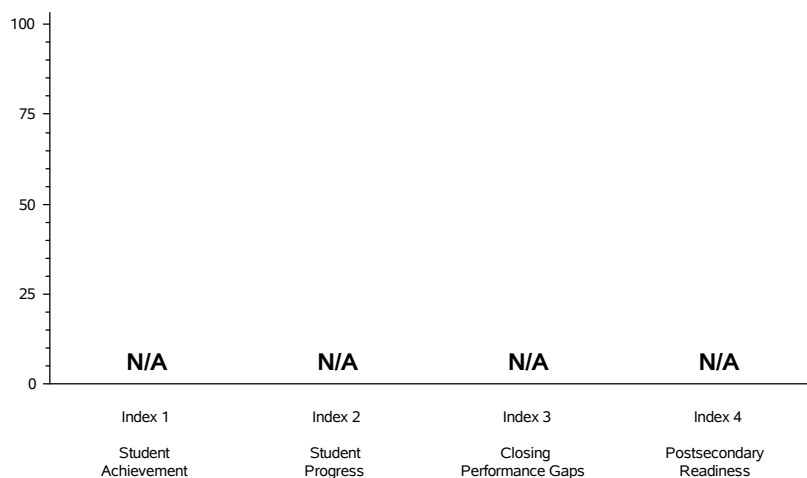 100
75
50
25
0
N/A N/A N/A N/A
Index 1 Index 2 Index 3 Index 4
Student Student Closing Postsecondary
Achievement Progress Performance Gaps Readiness